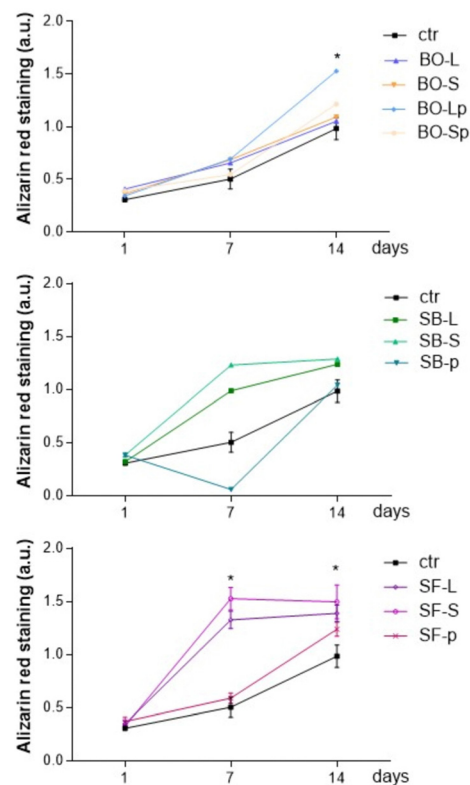 Alizarin red staining (a.u.)
2.0
1.5
1.0
0.5
0.0
*
1 7 14 days
ctr
BO-L
BO-S
BO-Lp
BO-Sp
Alizarin red staining (a.u.)
2.0
1.5
1.0
0.5
0.0
1 7 14 days
ctr
SB-L
SB-S
SB-p
Alizarin red staining (a.u.)
2.0
1.5
1.0
0.5
0.0
* *
1 7 14 days
ctr
SF-L
SF-S
SF-p